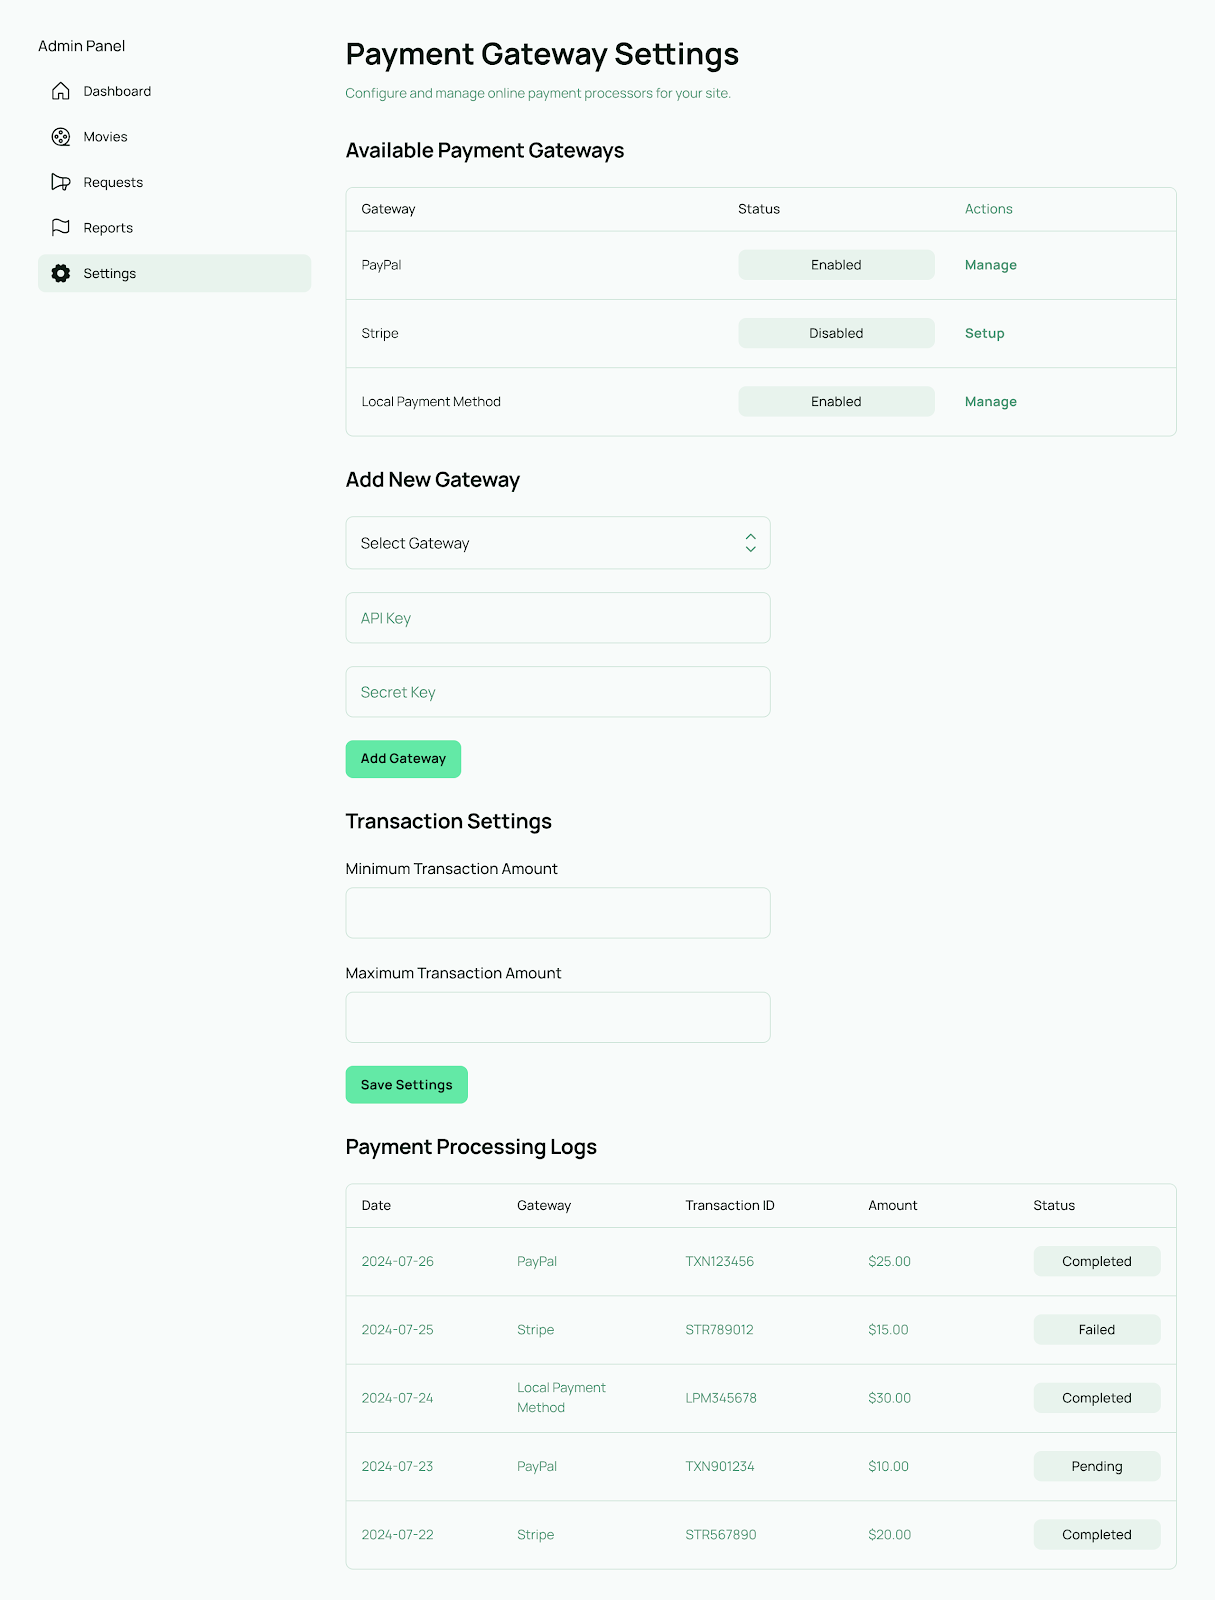 Admin Panel
Dashboard
Movies
Requests
Reports
Settings
Payment Gateway Settings
Configure and manage online payment processors for your site.
Available Payment Gateways
Gateway Status Actions
PayPal Enabled Manage
Stripe Disabled Setup
Local Payment Method Enabled Manage
Add New Gateway
Select Gateway
API Key
Secret Key
Add Gateway
Transaction Settings
Minimum Transaction Amount
Maximum Transaction Amount
Save Settings
Payment Processing Logs
Date Gateway Transaction ID Amount Status
2024-07-26 PayPal TXN123456 $25.00 Completed
2024-07-25 Stripe STR789012 $15.00 Failed
2024-07-24 Local Payment Method LPM345678 $30.00 Completed
2024-07-23 PayPal TXN901234 $10.00 Pending
2024-07-22 Stripe STR567890 $20.00 Completed